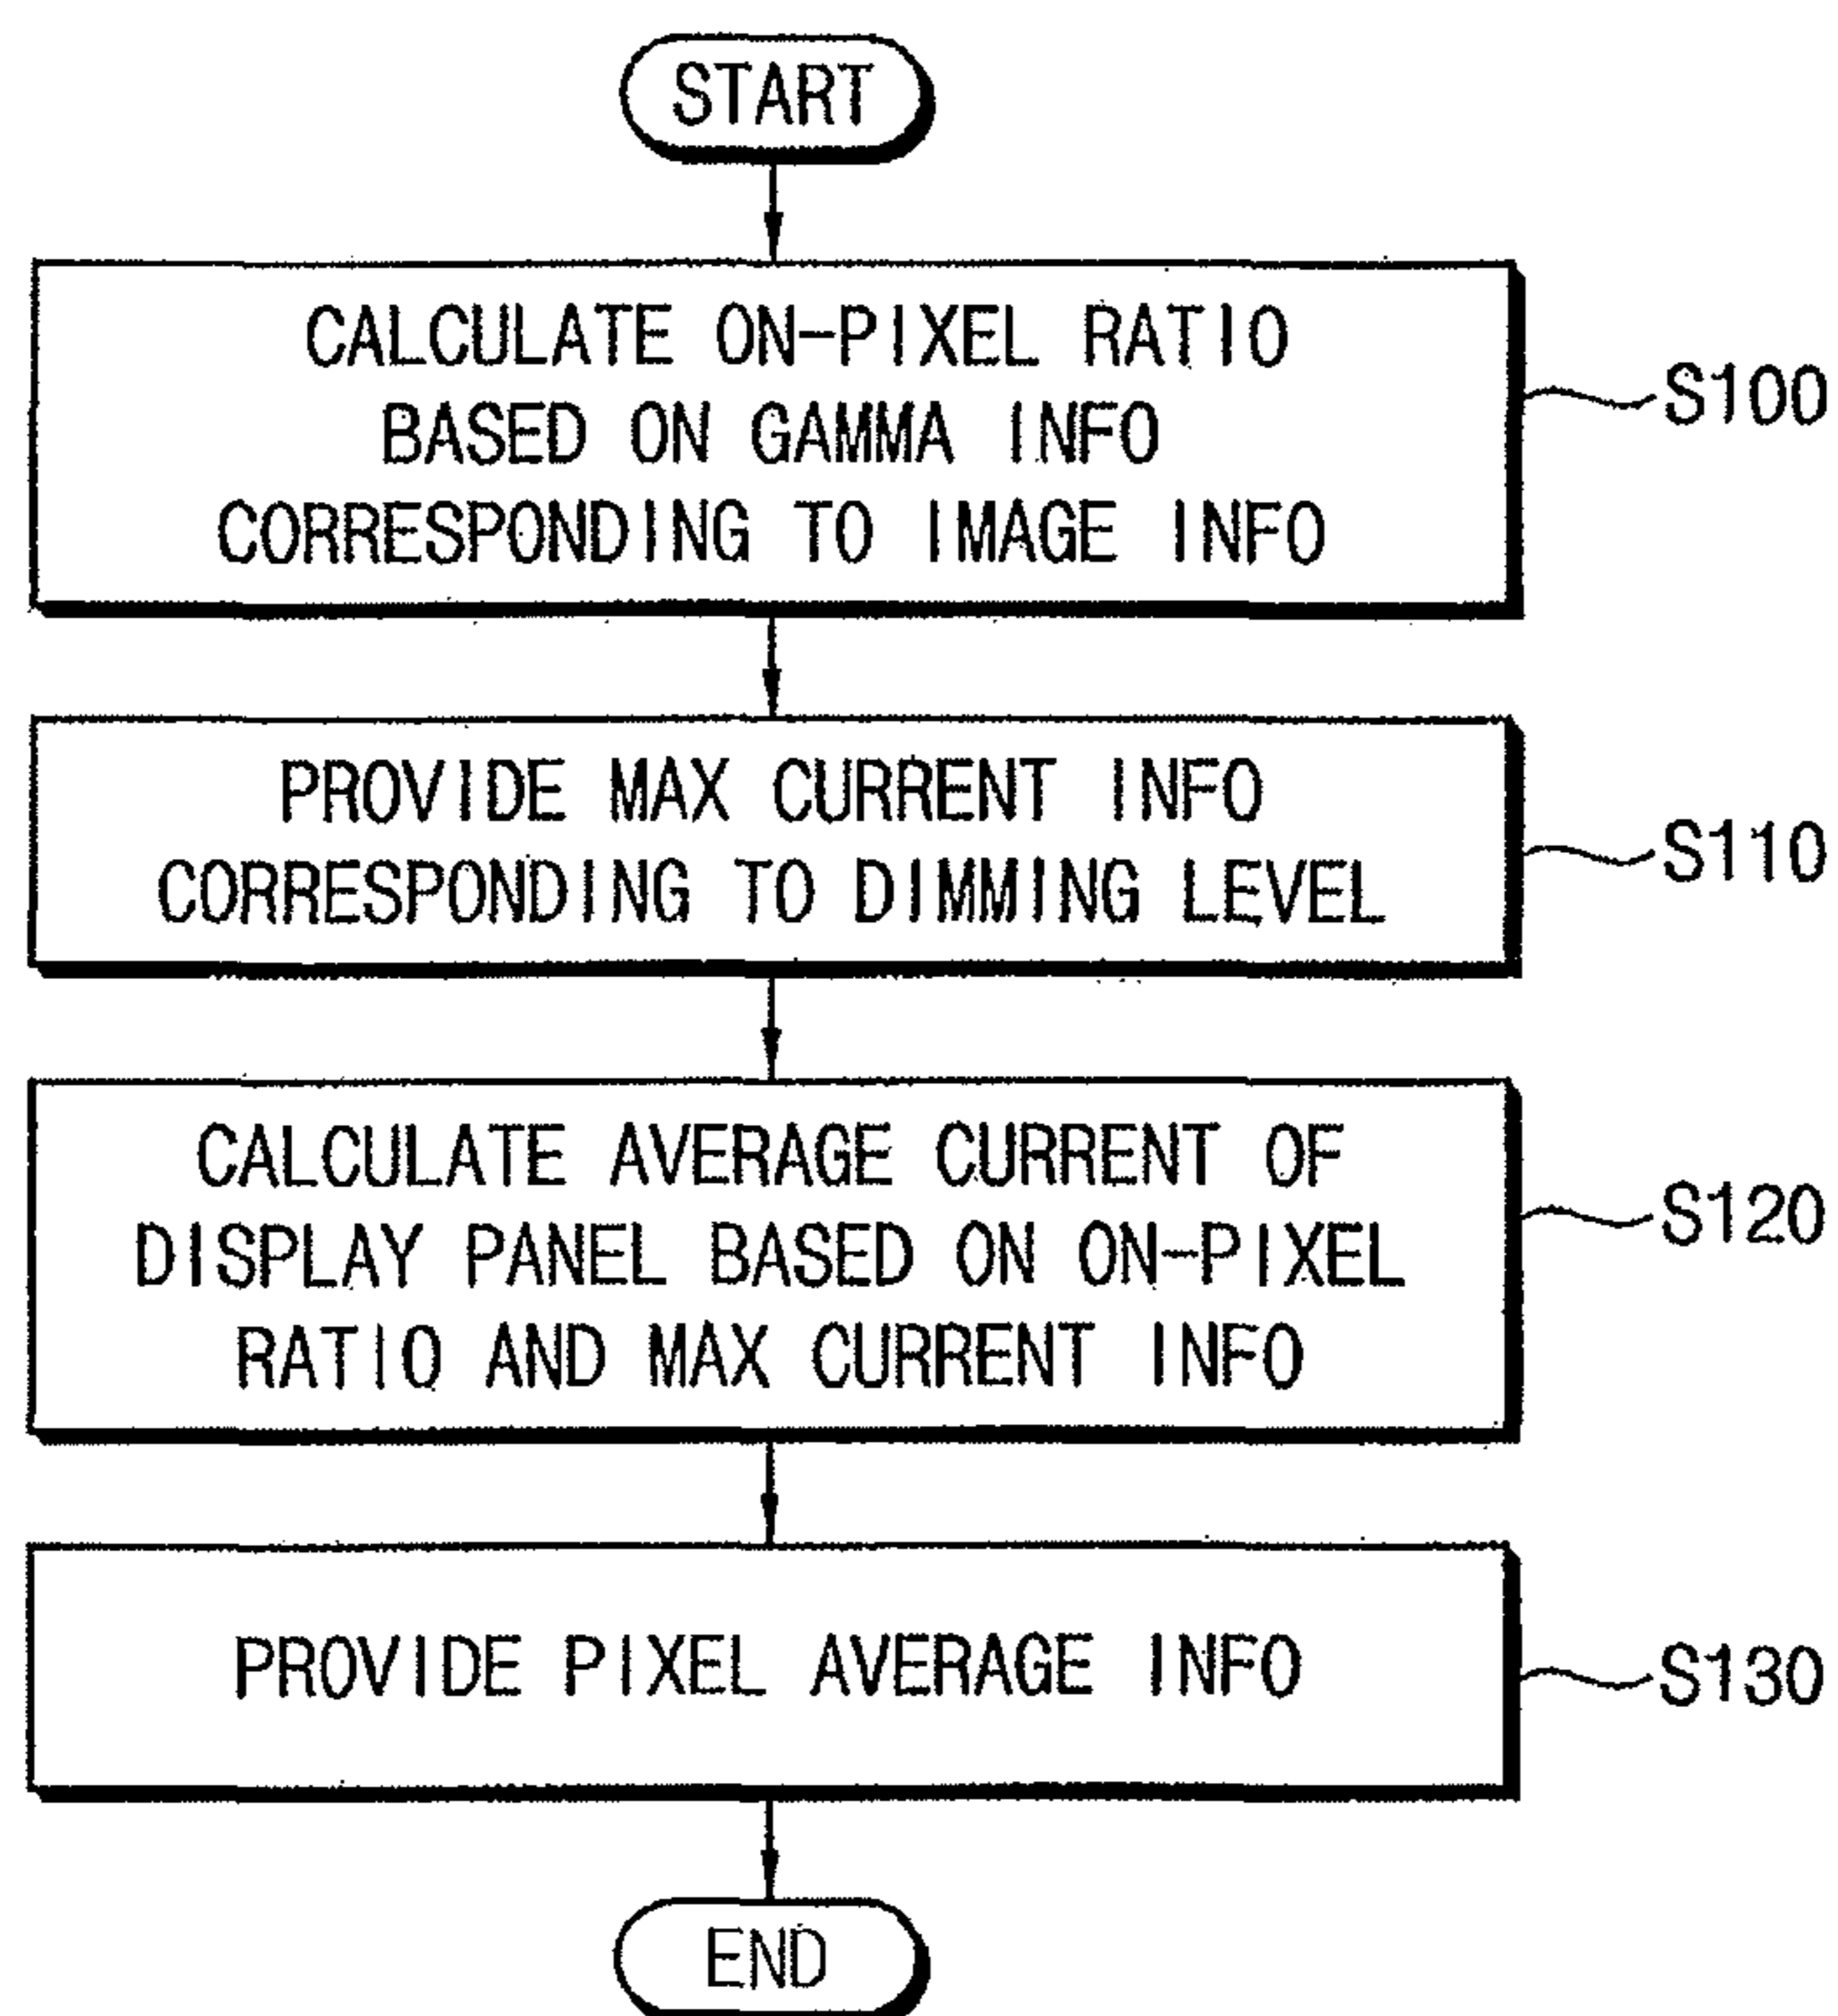 START
CALCULATE ON-PIXEL RATIO
BASED ON GAMMA INFO
CORRESPONDING TO IMAGE INFO
S100
PROVIDE MAX CURRENT INFO
CORRESPONDING TO DIMMING LEVEL
S110
CALCULATE AVERAGE CURRENT OF
DISPLAY PANEL BASED ON ON-PIXEL
RATIO AND MAX CURRENT INFO
S120
PROVIDE PIXEL AVERAGE INFO
S130
END